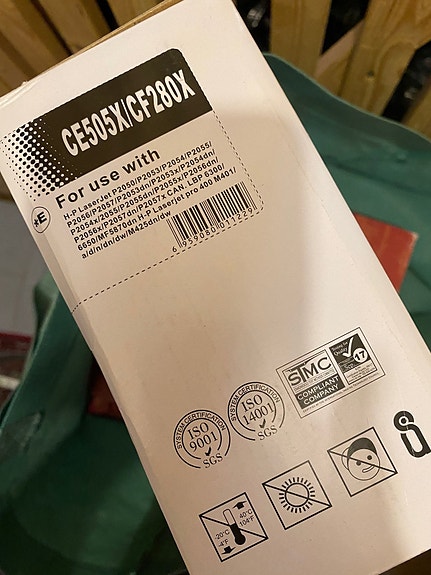 CE505X/CF280X
For use with
H-P LaserJet P2050/P2053/P2054/P2055/
P2056/P2057/P2053dn/P2053x/P2054dn/
P2054x/2055/P2055dn/P2055x/P2056dn/
P2056x/P2057dn/P2057x CAN. LBP 6300/
6650/MF5870dn H-P Laserjet pro 400 M401/
a/d/n/dn/dw/M425dn/dw
+E
SYSTEM CERTIFICATION
ISO
9001
SGS
SYSTEM CERTIFICATION
ISO
14001
SGS
STMC
COMPLIANT
COMPANY
17
-20°C
-4°F
40°C
104°F